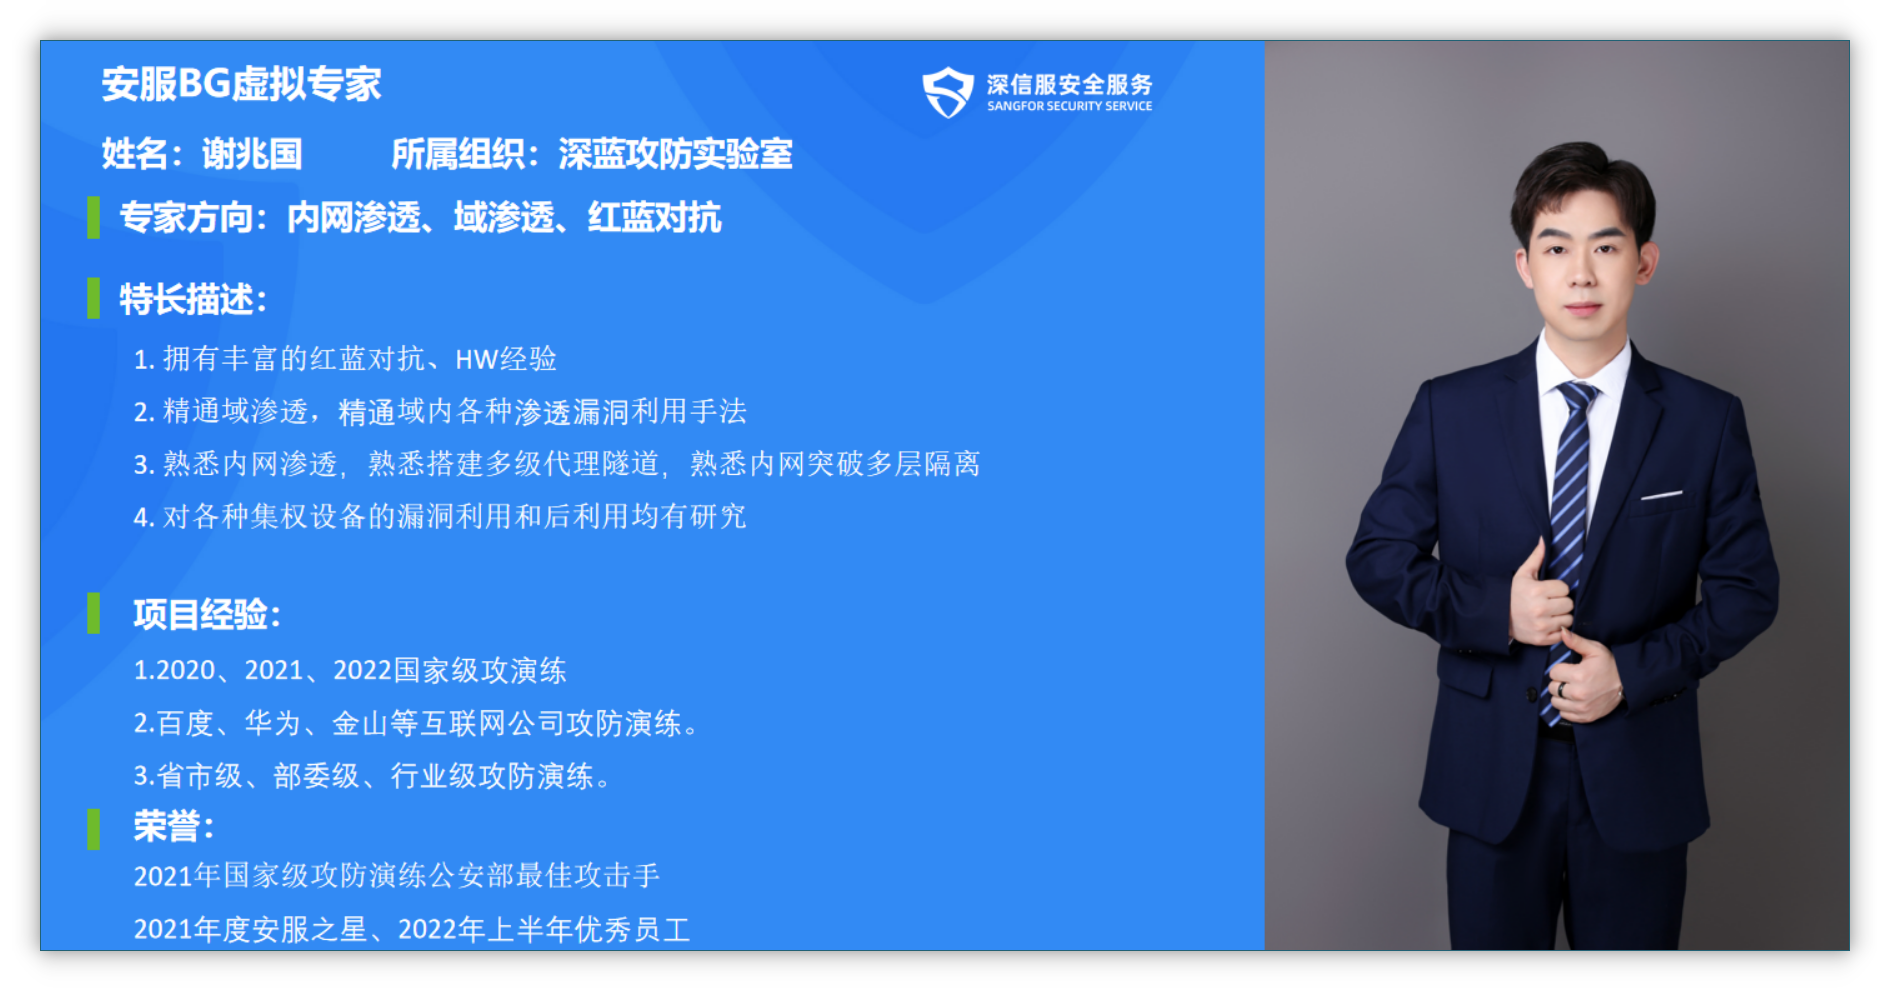 安服BG虚拟专家
深信服安全服务
SANGFOR SECURITY SERVICE
姓名：谢兆国 所属组织：深蓝攻防实验室
专家方向：内网渗透、域渗透、红蓝对抗
特长描述：
1. 拥有丰富的红蓝对抗、HW经验
2. 精通域渗透，精通域内各种渗透漏洞利用手法
3. 熟悉内网渗透，熟悉搭建多级代理隧道，熟悉内网突破多层隔离
4. 对各种集权设备的漏洞利用和后利用均有研究
项目经验：
1.2020、2021、2022国家级攻演练
2.百度、华为、金山等互联网公司攻防演练。
3.省市级、部委级、行业级攻防演练。
荣誉：
2021年国家级攻防演练公安部最佳攻击手
2021年度安服之星、2022年上半年优秀员工